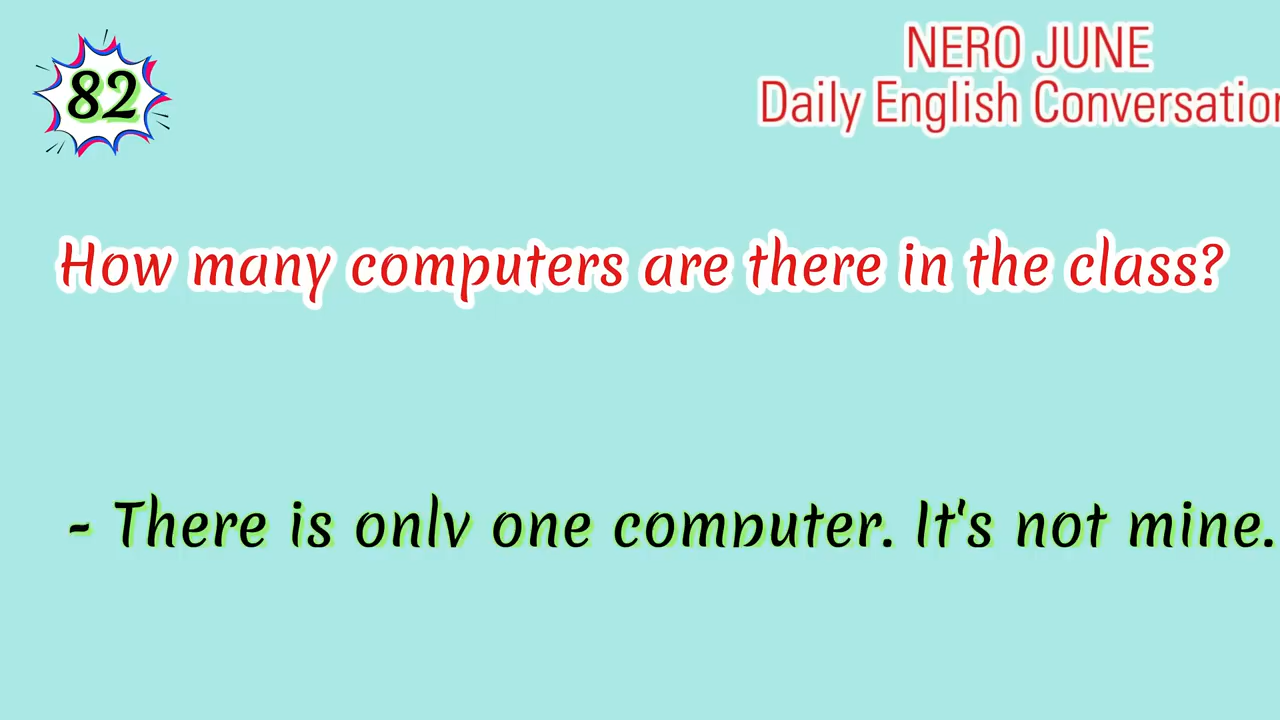 82
NERO JUNE
Daily English Conversation
How many computers are there in the class?
- There is only one computer. It's not mine.